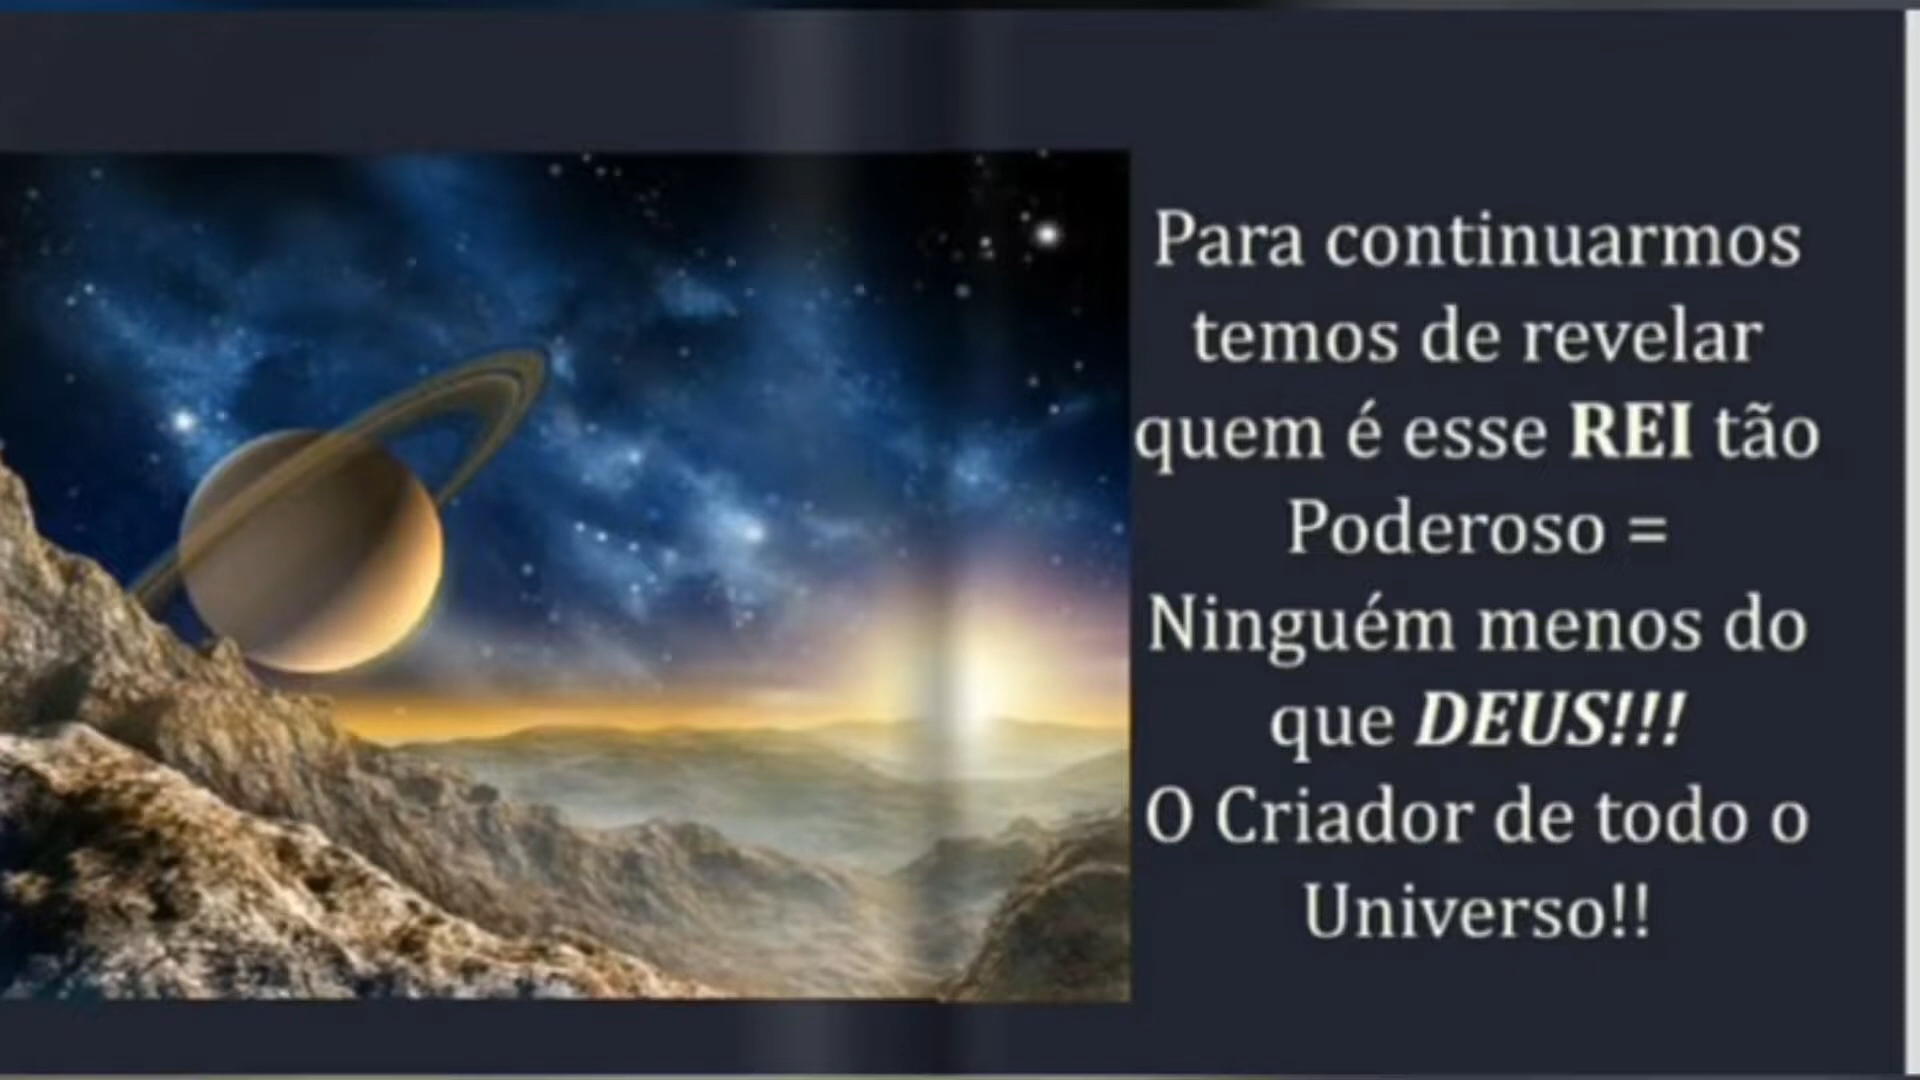 Para continuarmos
temos de revelar
quem é esse REI tão
Poderoso =
Ninguém menos do
que DEUS!!!
O Criador de todo o
Universo!!